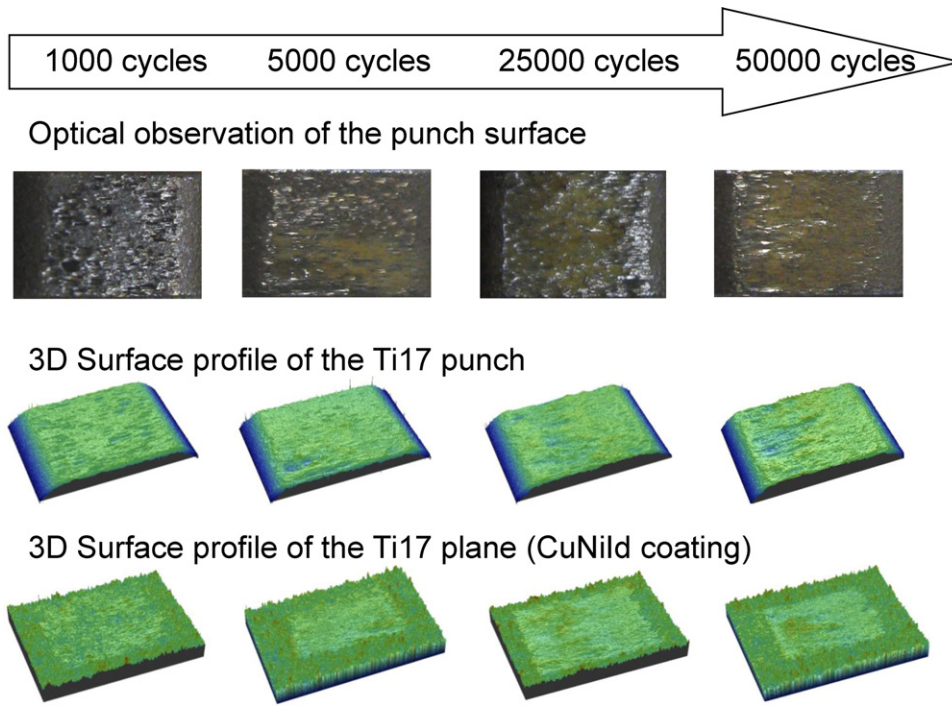 1000 cycles 5000 cycles 25000 cycles 50000 cycles
Optical observation of the punch surface
3D Surface profile of the Ti17 punch
3D Surface profile of the Ti17 plane (CuNiId coating)